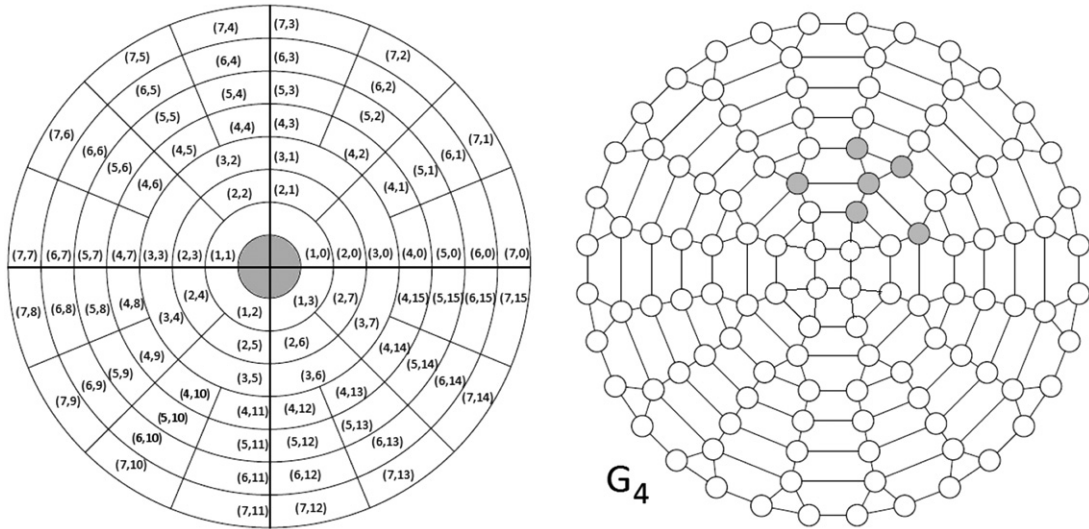 (7,4) (7,3)
(7,5) (6,4) (6,3) (7,2)
(6,5) (5,4) (5,3) (6,2)
(5,5) (4,4) (4,3) (5,2)
(7,6) (6,6) (5,6) (4,5) (3,2) (3,1) (4,2) (5,1) (6,1) (7,1)
(4,6) (2,2) (2,1) (4,1)
(7,7) (6,7) (5,7) (4,7) (3,3) (2,3) (1,1) (1,0) (2,0) (3,0) (4,0) (5,0) (6,0) (7,0)
(7,8) (6,8) (5,8) (4,8) (2,4) (1,2) (1,3) (2,7) (4,15) (5,15) (6,15) (7,15)
(3,4) (3,7)
(4,9) (2,5) (2,6) (4,14)
(7,9) (6,9) (5,9) (3,5) (3,6) (5,14) (6,14) (7,14)
(4,10) (4,13)
(5,10) (4,11) (4,12) (5,13)
(6,10) (5,11) (5,12) (6,13)
(7,10) (6,11) (6,12) (7,13)
(7,11) (7,12)
G4